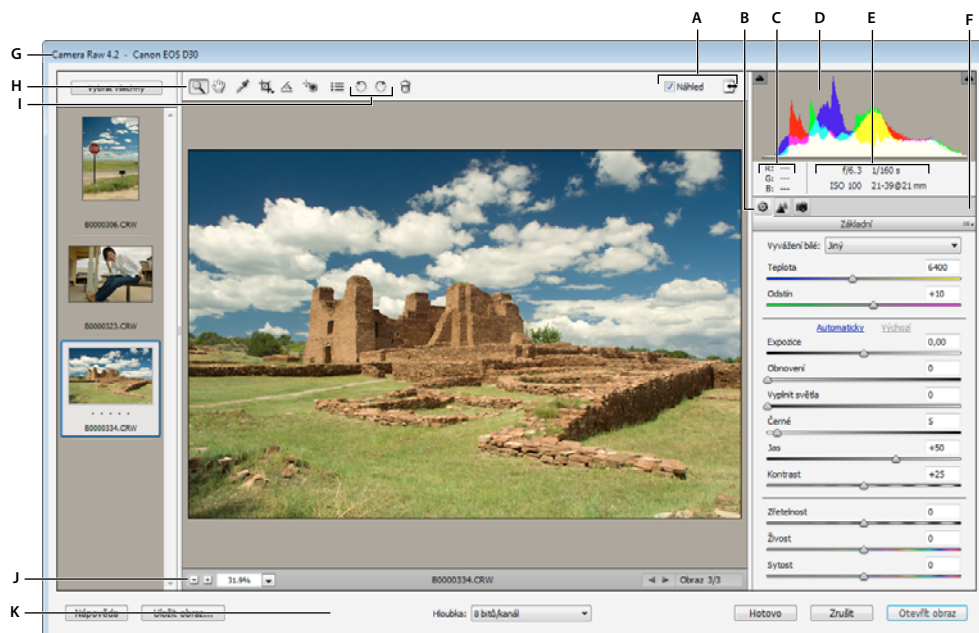 A B C D E F
G Camera Raw 4.2 - Canon EOS D30
H
I
Vybrat všechny
Náhled
R: ---
G: ---
B: ---
f/6.3 1/160 s
ISO 100 21-39@21 mm
Základní
Vyvážení bílé: Jiný
Teplota 6400
Odstín +10
Automaticky Výchozí
Expozice 0,00
Obnovení 0
Vyplnit světla 0
Černé 5
Jas +50
Kontrast +25
Zřetelnost 0
Živost 0
Sytost 0
B0000306.CRW
B0000323.CRW
B0000334.CRW
J 31.9% B0000334.CRW Obraz 3/3
K Nápověda Uložit obraz... Hloubka: 8 bitů/kanál Hotovo Zrušit Otevřít obraz